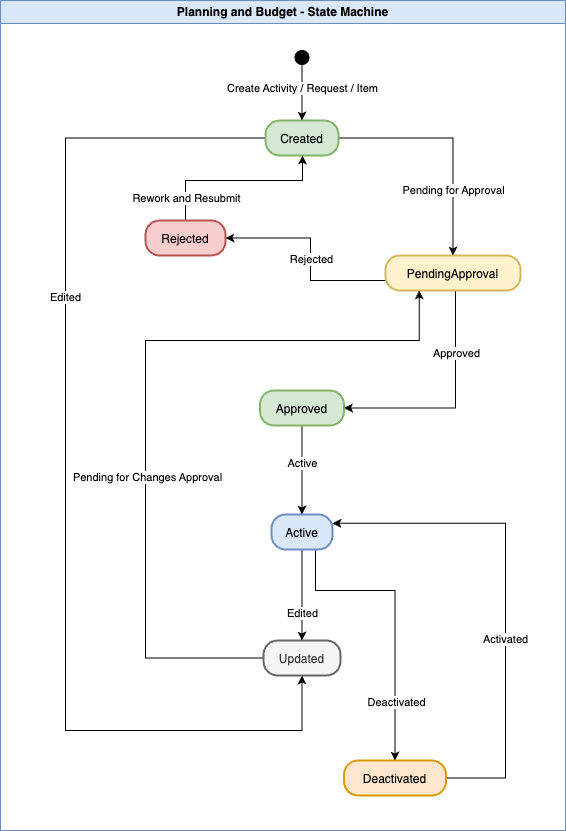 Planning and Budget - State Machine
Create Activity / Request / Item
Created
Pending for Approval
Rework and Resubmit
Rejected
Rejected
PendingApproval
Edited
Approved
Approved
Active
Pending for Changes Approval
Active
Edited
Activated
Updated
Deactivated
Deactivated